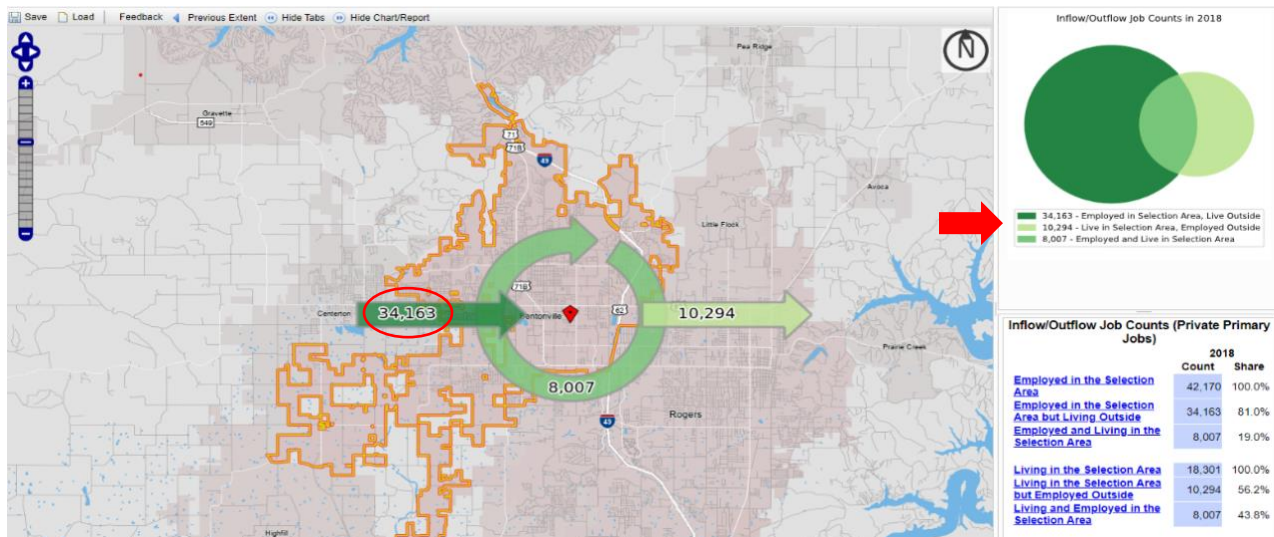 Save Load Feedback Previous Extent Hide Tabs Hide Chart/Report
N
Pea Ridge
Gravette
549
71
71B
49
Avoca
Little Flock
71B
Centerton
34,163
Bentonville
62
10,294
Prairie Creek
8,007
Rogers
49
Highfill
Inflow/Outflow Job Counts in 2018
34,163 - Employed in Selection Area, Live Outside
10,294 - Live in Selection Area, Employed Outside
8,007 - Employed and Live in Selection Area
Inflow/Outflow Job Counts (Private Primary
Jobs)
2018
Count Share
Employed in the Selection
Area 42,170 100.0%
Employed in the Selection
Area but Living Outside 34,163 81.0%
Employed and Living in the
Selection Area 8,007 19.0%
Living in the Selection Area 18,301 100.0%
Living in the Selection Area
but Employed Outside 10,294 56.2%
Living and Employed in the
Selection Area 8,007 43.8%